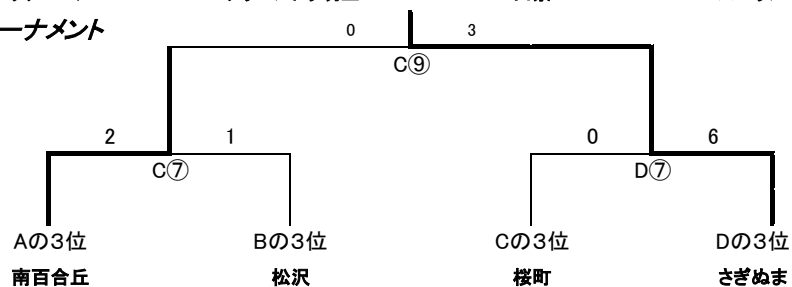 ーナメント
0 3
C⑨
2 1 0 6
C⑦ D⑦
Aの3位 Bの3位 Cの3位 Dの3位
南百合丘 松沢 桜町 さぎぬま